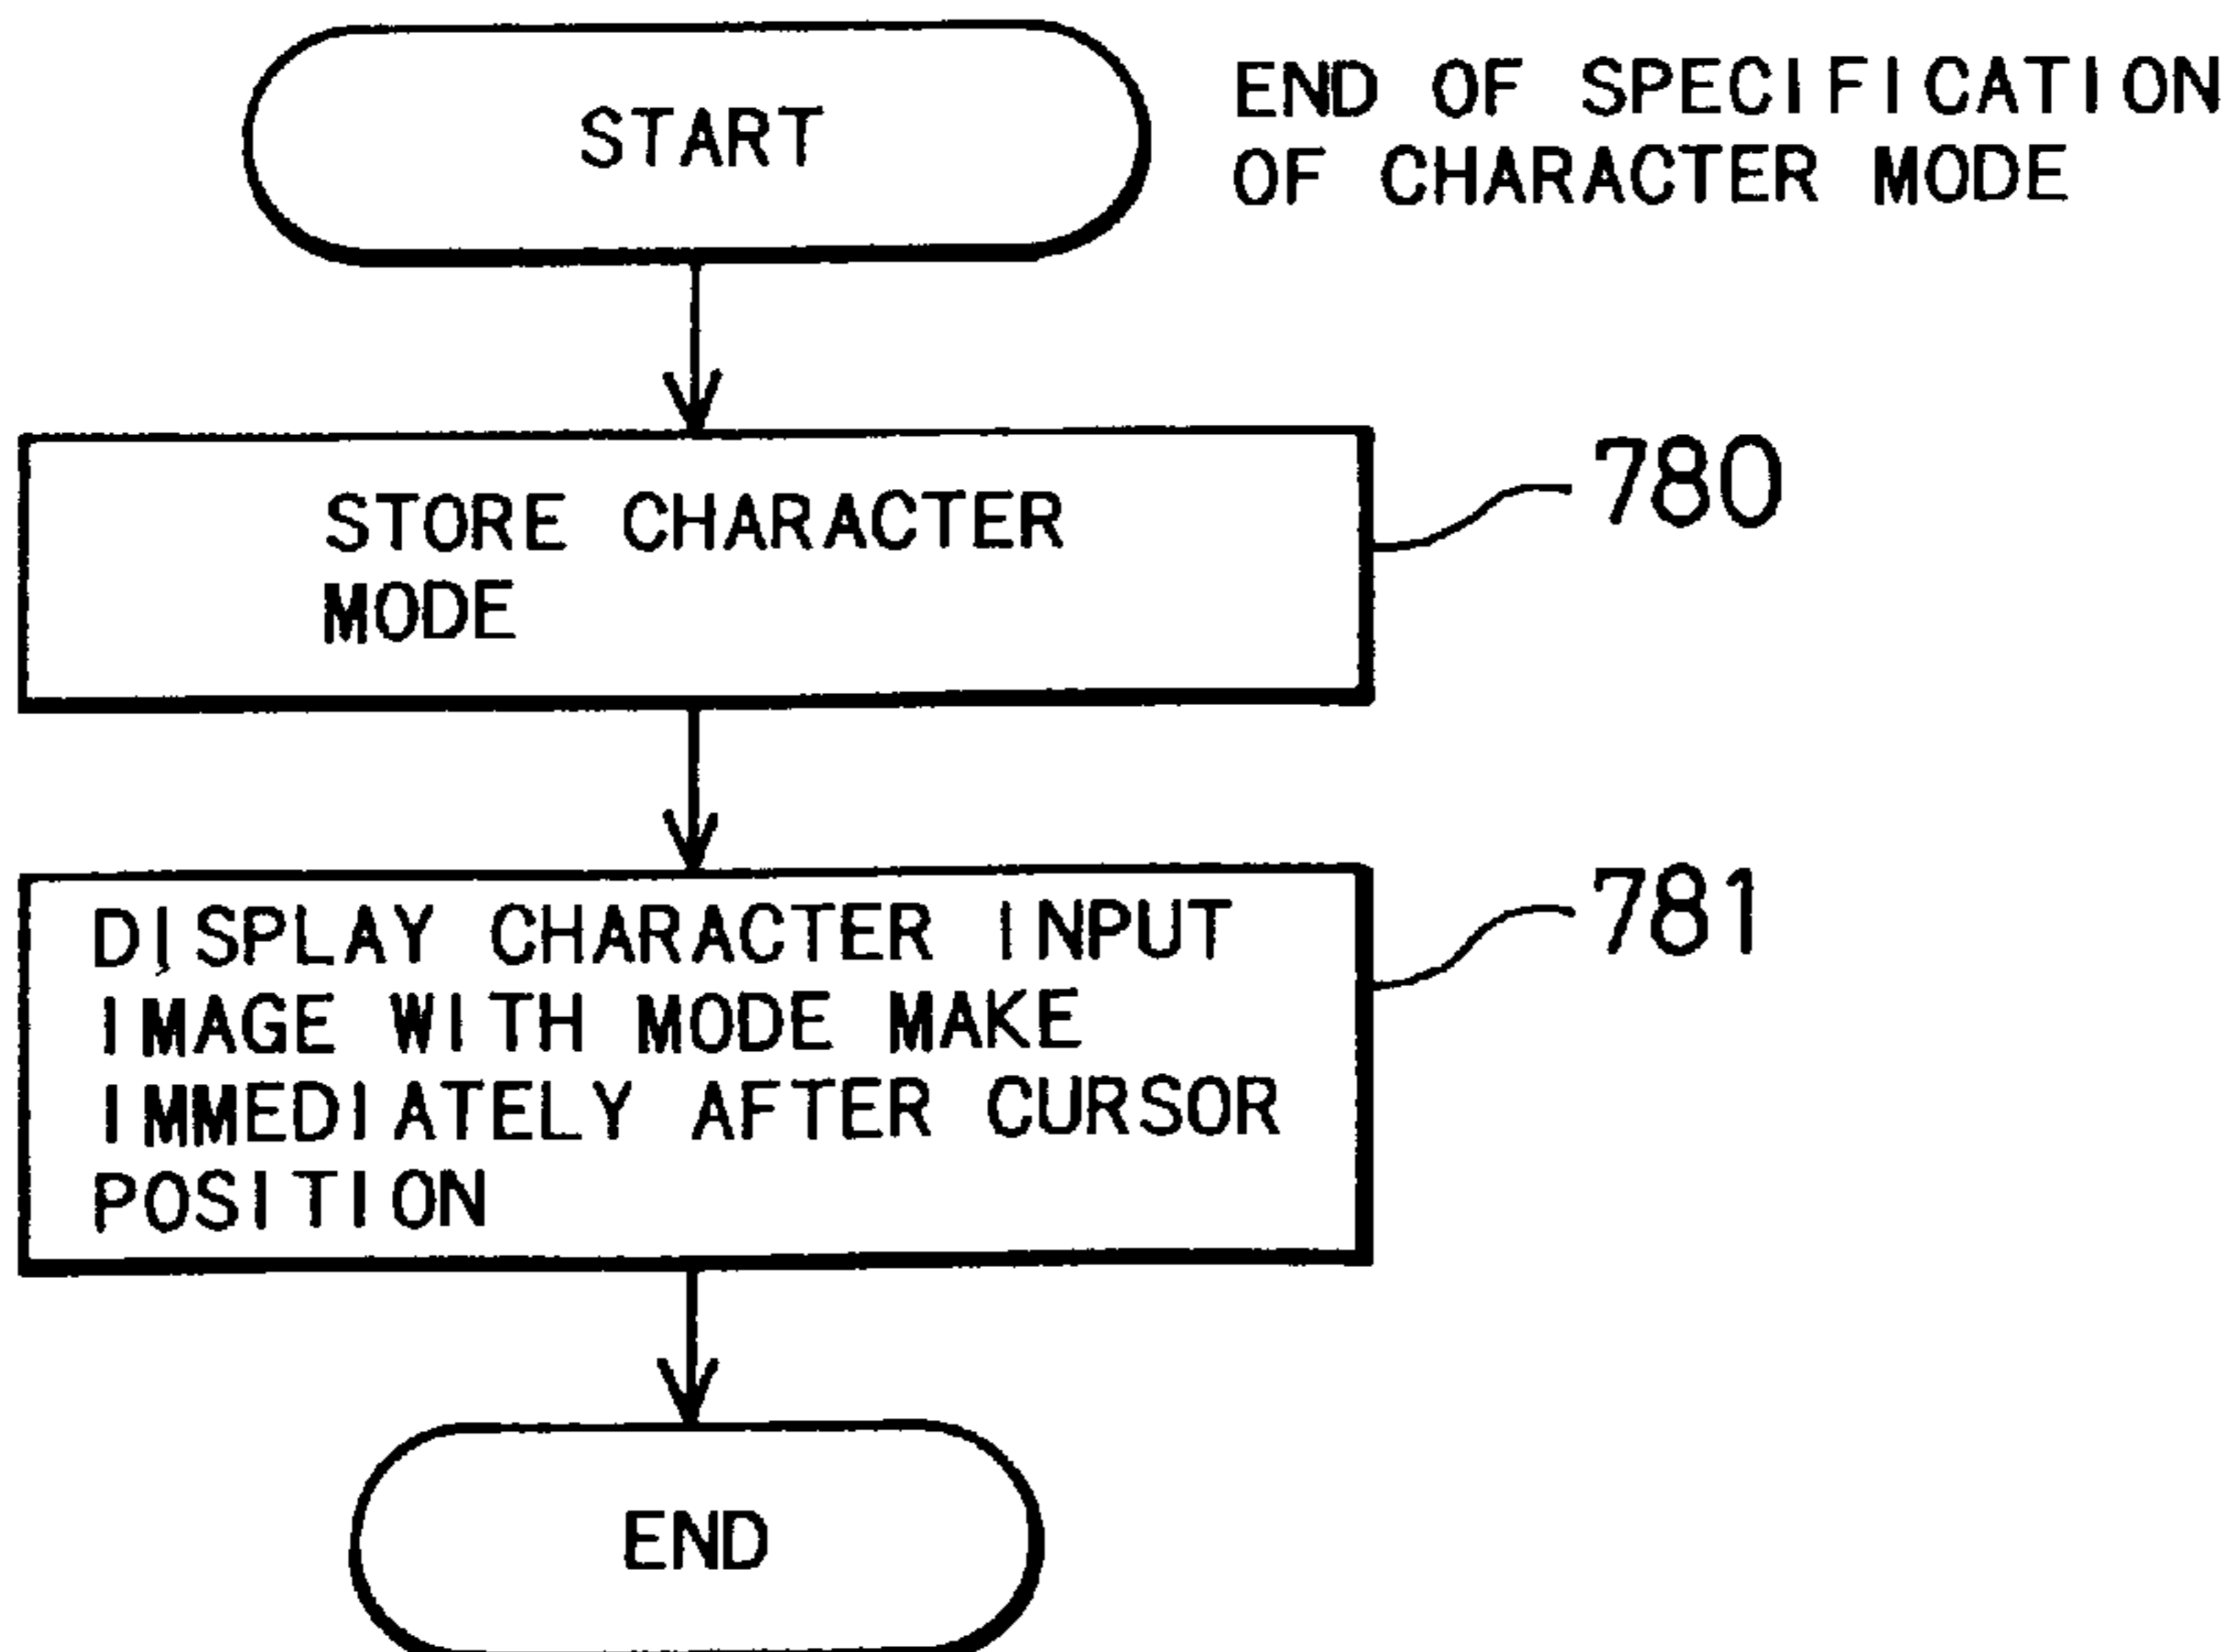 START
END OF SPECIFICATION
OF CHARACTER MODE
STORE CHARACTER
MODE
780
DISPLAY CHARACTER INPUT
IMAGE WITH MODE MAKE
IMMEDIATELY AFTER CURSOR
POSITION
781
END